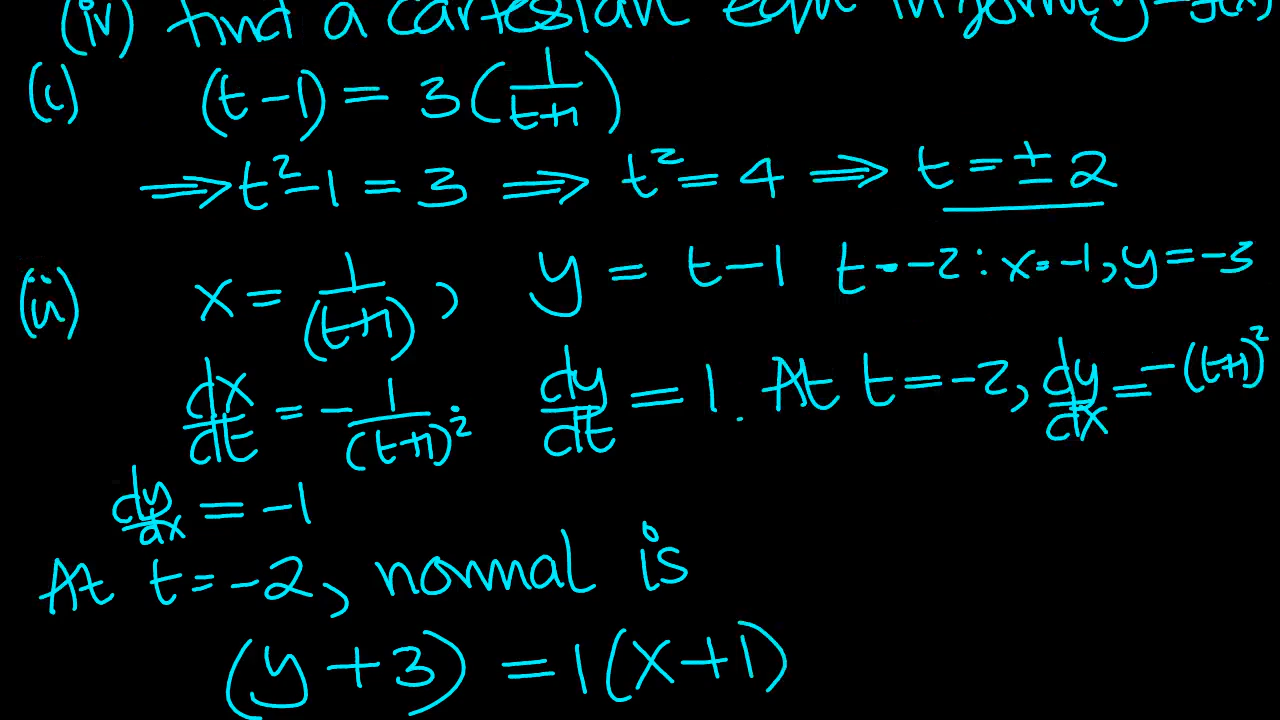 (iv) find a cartesian eqn in form y=f(x)
(i) (t-1) = 3(1/(t+1))
⟹ t²-1 = 3 ⟹ t² = 4 ⟹ t = ±2
(ii) x = 1/(t+1), y = t-1 t=-2: x=-1, y=-3
dx/dt = -1/(t+1)². dy/dt = 1. At t=-2, dy/dx = -(t+1)²
dy/dx = -1
At t=-2, normal is
(y+3) = 1(x+1)